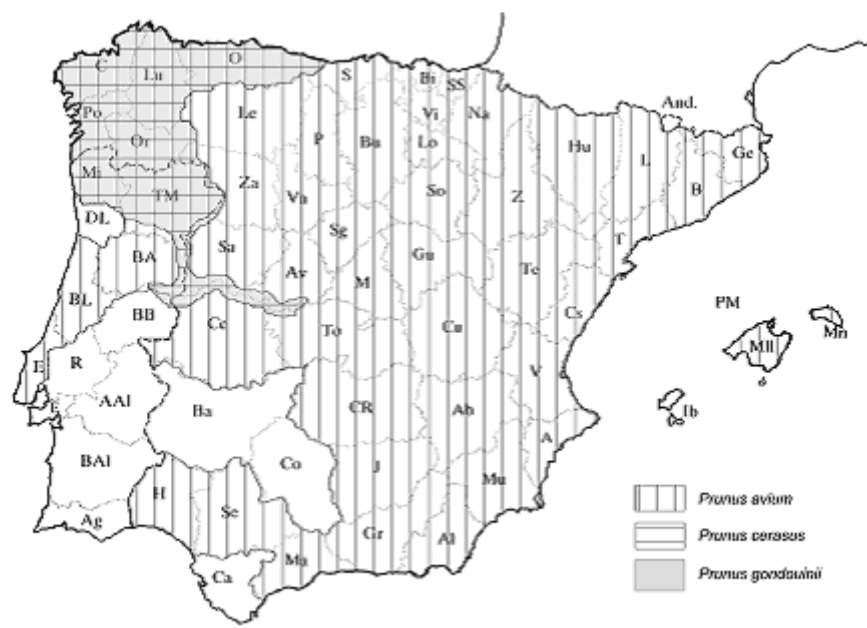 C Lu O S Bi SS
Po Le P Bu Vi Na And.
Or Lo Hu L Ge
Mi TM Za Va So Z B
DL Sg T
BA Sa Av M Gu Te
BL BB Cc To Cu Cs PM Mn
E R Mll
AAl Ba CR Ab V Ib
BAl Co J A
H Se Mu
Ag Gr Al
Ca Ma
Prunus avium
Prunus cerasus
Prunus gondouinii